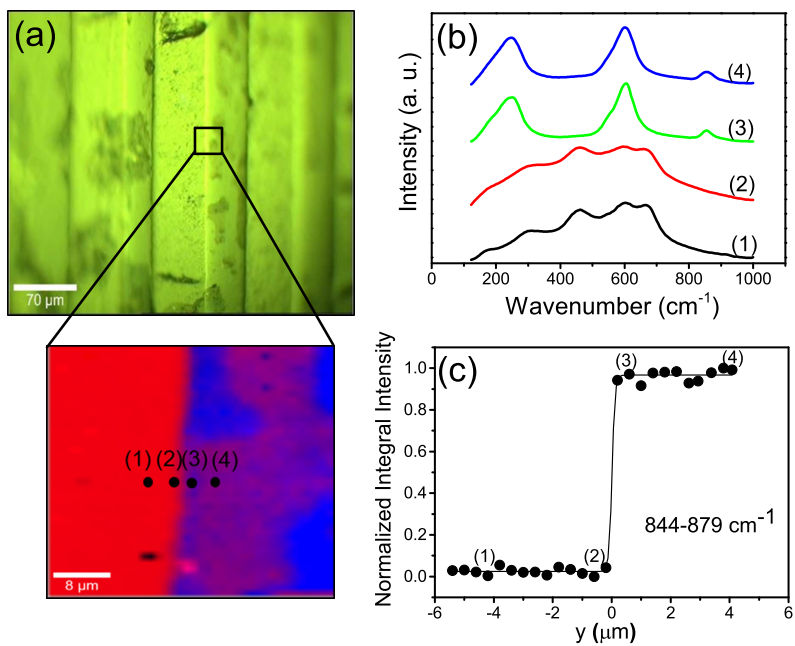 (a)
70 µm
(1) (2) (3) (4)
8 µm
(b)
Intensity (a. u.)
(4)
(3)
(2)
(1)
0 200 400 600 800 1000
Wavenumber (cm-1)
(c)
Normalized Integral Intensity
1.0
0.8
0.6
0.4
0.2
0.0
(3) (4)
844-879 cm-1
(1) (2)
-6 -4 -2 0 2 4 6
y (µm)